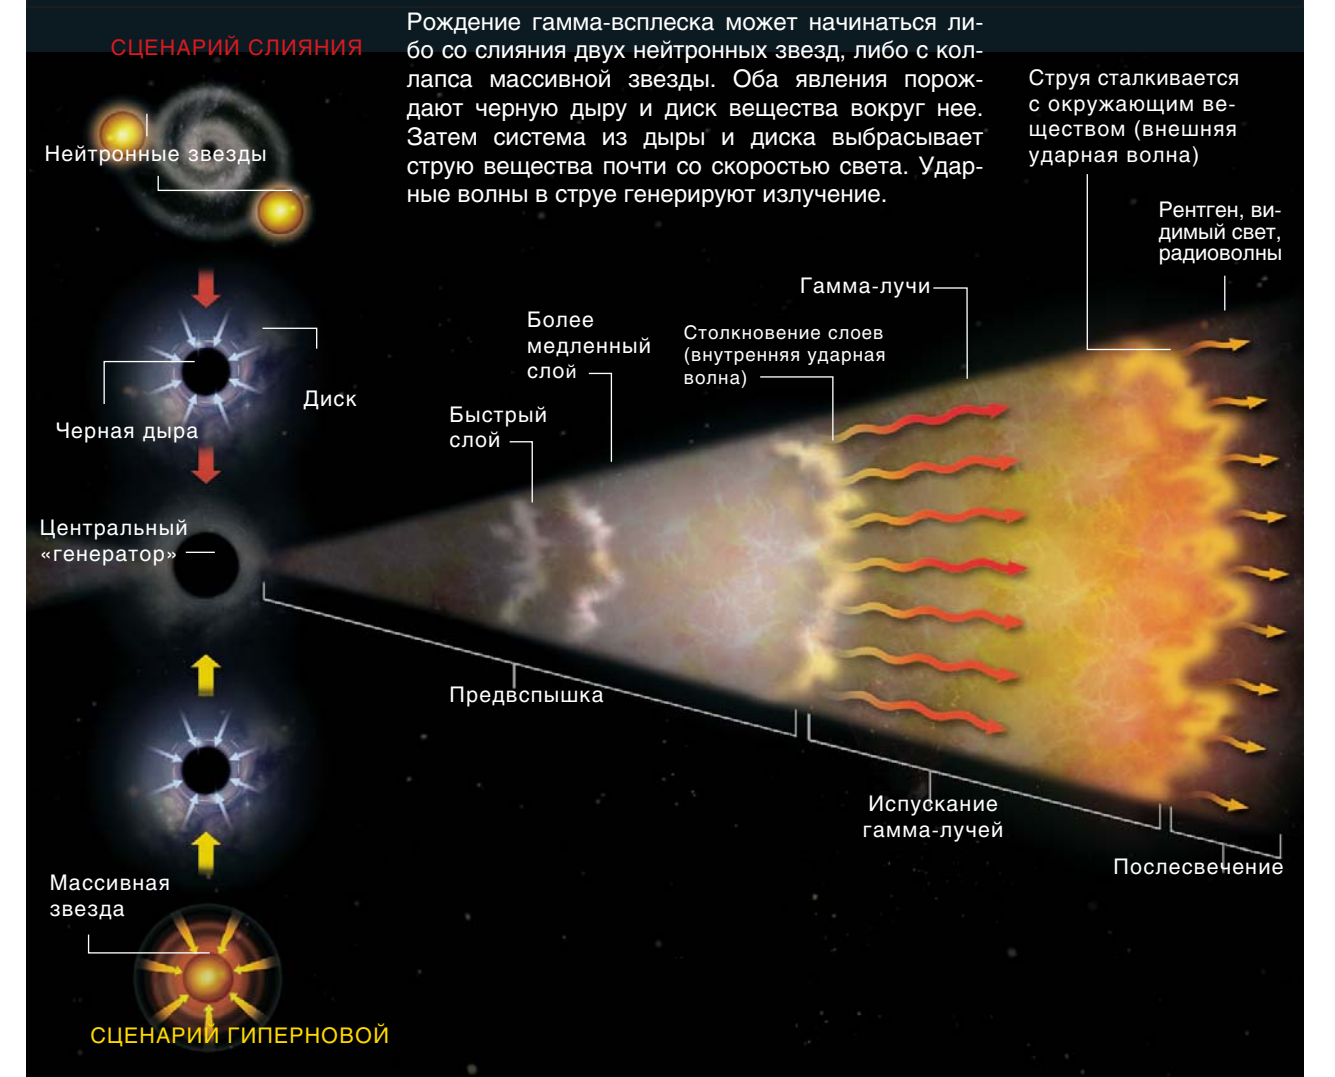 СЦЕНАРИЙ СЛИЯНИЯ
Рождение гамма-всплеска может начинаться ли-
бо со слияния двух нейтронных звезд, либо с кол-
лапса массивной звезды. Оба явления порож-
дают черную дыру и диск вещества вокруг нее.
Затем система из дыры и диска выбрасывает
струю вещества почти со скоростью света. Удар-
ные волны в струе генерируют излучение.
Струя сталкивается
с окружающим ве-
ществом (внешняя
ударная волна)
Нейтронные звезды
Рентген, ви-
димый свет,
радиоволны
Гамма-лучи
Более
медленный
слой
Столкновение слоев
(внутренняя ударная
волна)
Диск
Быстрый
слой
Черная дыра
Центральный
«генератор»
Предвспышка
Испускание
гамма-лучей
Послесвечение
Массивная
звезда
СЦЕНАРИЙ ГИПЕРНОВОЙ